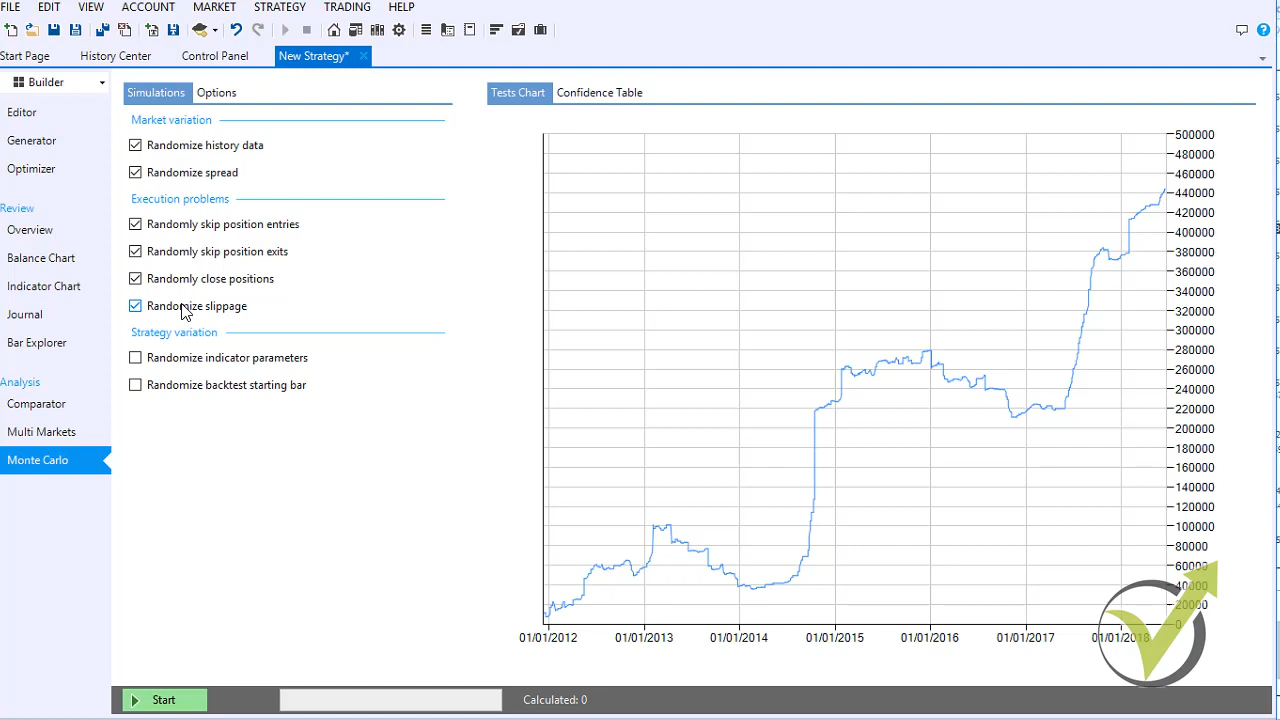 FILE EDIT VIEW ACCOUNT MARKET STRATEGY TRADING HELP
Start Page History Center Control Panel New Strategy*
Builder
Editor
Generator
Optimizer
Review
Overview
Balance Chart
Indicator Chart
Journal
Bar Explorer
Analysis
Comparator
Multi Markets
Monte Carlo
Simulations Options
Market variation
Randomize history data
Randomize spread
Execution problems
Randomly skip position entries
Randomly skip position exits
Randomly close positions
Randomize slippage
Strategy variation
Randomize indicator parameters
Randomize backtest starting bar
Tests Chart Confidence Table
500000
480000
460000
440000
420000
400000
380000
360000
340000
320000
300000
280000
260000
240000
220000
200000
180000
160000
140000
120000
100000
80000
60000
40000
20000
0
01/01/2012 01/01/2013 01/01/2014 01/01/2015 01/01/2016 01/01/2017 01/01/2018
Start Calculated: 0